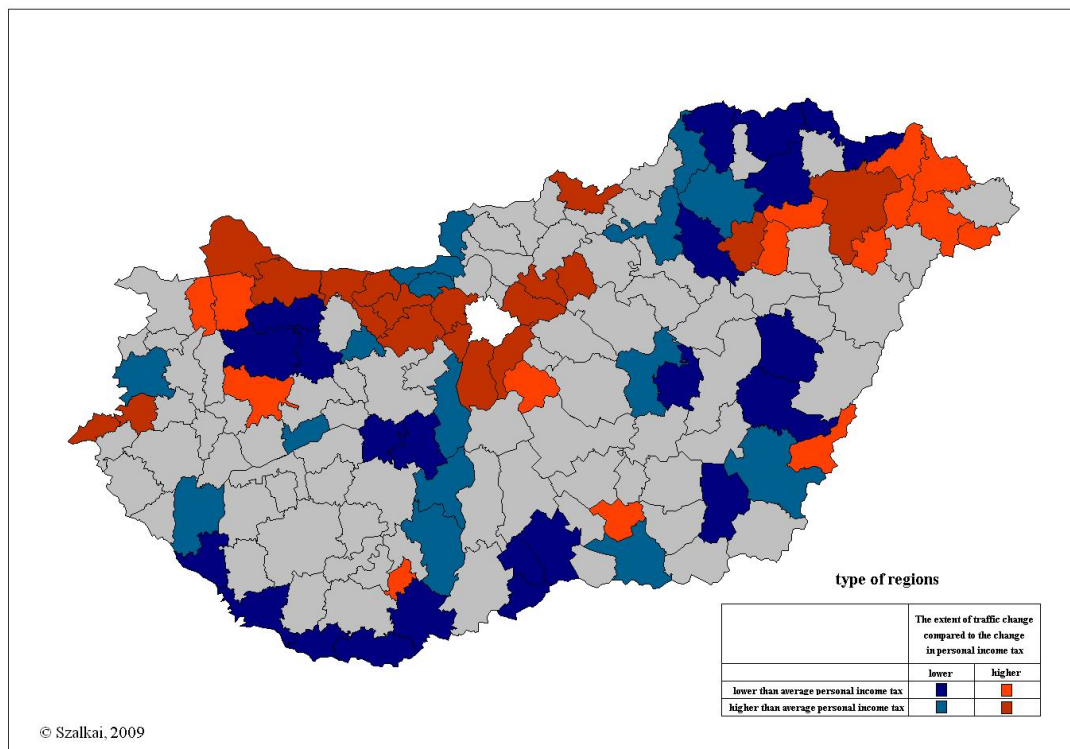 type of regions
The extent of traffic change
compared to the change
in personal income tax
lower higher
lower than average personal income tax
higher than average personal income tax
© Szalkai, 2009